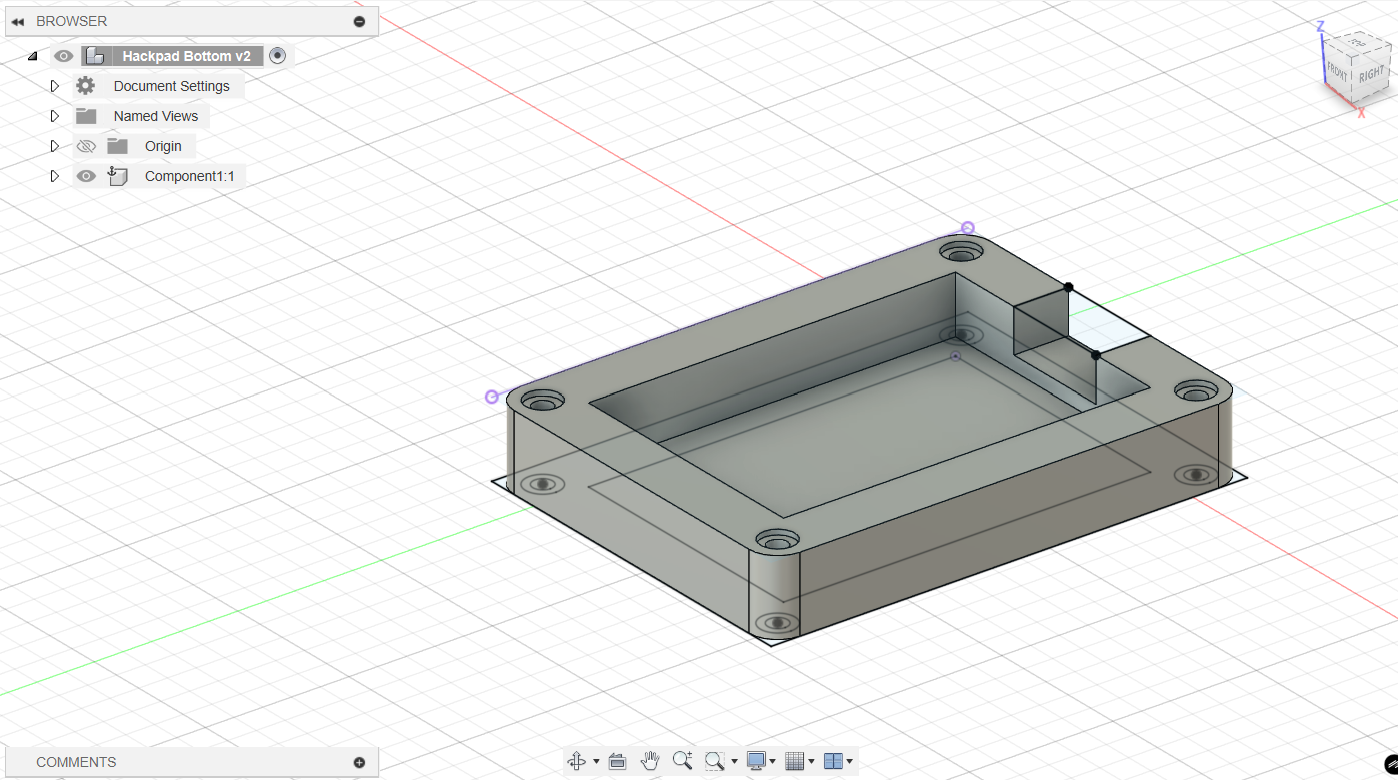 BROWSER
Hackpad Bottom v2
Document Settings
Named Views
Origin
Component1:1
Z
TOP
FRONT
RIGHT
X
COMMENTS